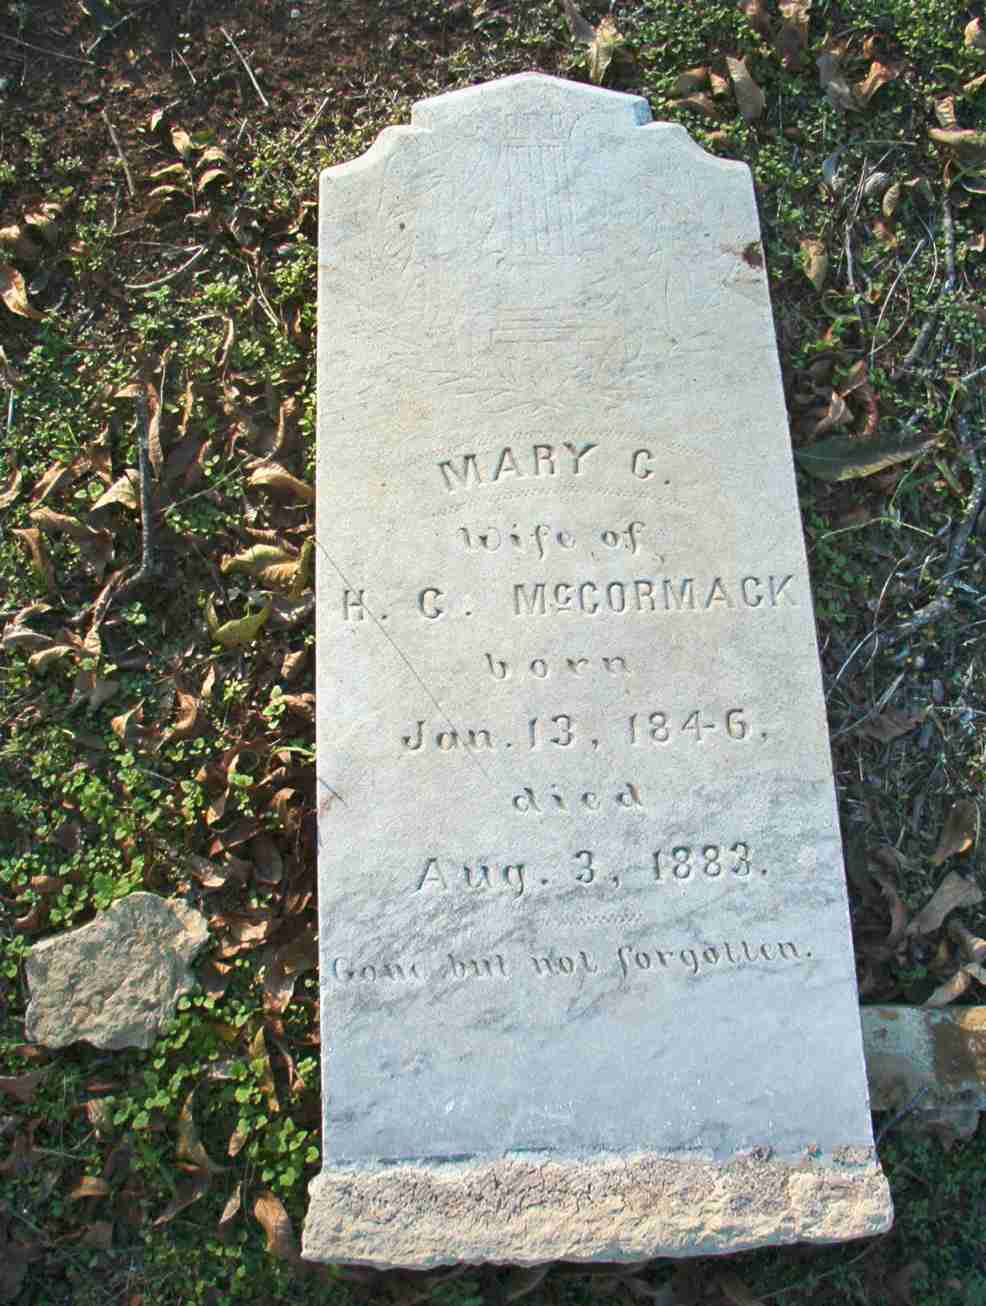 MARY C.
Wife of
H. C. McCORMACK
born
Jan. 13, 1846.
died
Aug. 3, 1883.
Gone but not forgotten.